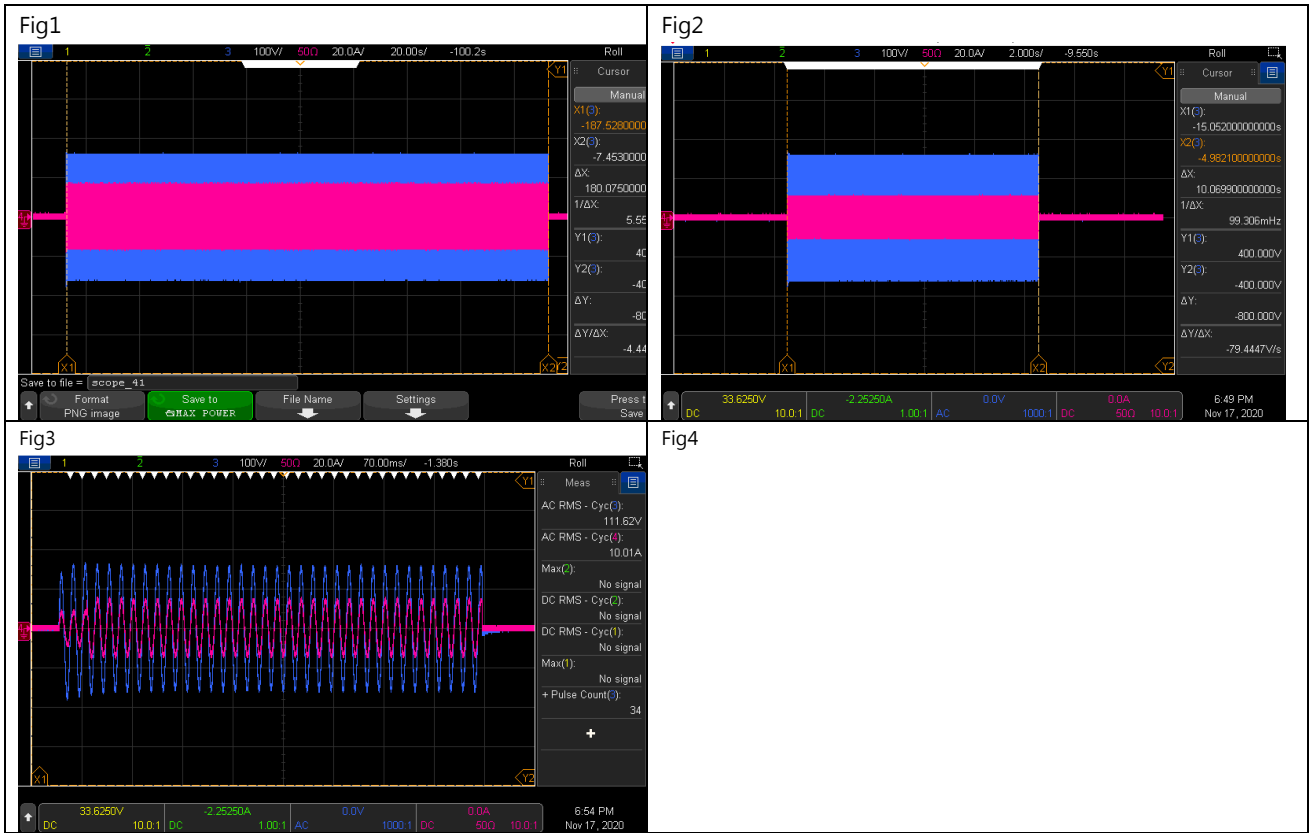 Fig1
1 2 3 100V/ 50Ω 20.0A/ 20.00s/ -100.2s Roll
Y1
Cursor
Manual
X1(3):
-187.5280000
X2(3):
-7.4530000
ΔX:
180.0750000
1/ΔX:
5.55
Y1(3):
40
Y2(3):
-40
ΔY:
-80
ΔY/ΔX:
-4.44
X1 X2 Y2
Save to file = scope_41
Format
PNG image
Save to
MAX POWER
File Name
Settings
Press t
Save
Fig2
1 2 3 100V/ 50Ω 20.0A/ 2.000s/ -9.550s Roll
Y1
Cursor
Manual
X1(3):
-15.052000000000s
X2(3):
-4.982100000000s
ΔX:
10.069900000000s
1/ΔX:
99.306mHz
Y1(3):
400.000V
Y2(3):
-400.000V
ΔY:
-800.000V
ΔY/ΔX:
-79.4447V/s
X1 X2 Y2
33.6250V -2.25250A 0.0V 0.0A
DC 10.0:1 DC 1.00:1 AC 1000:1 DC 50Ω 10.0:1
6:49 PM
Nov 17, 2020
Fig3
1 2 3 100V/ 50Ω 20.0A/ 70.00ms/ -1.380s Roll
Y1
Meas
AC RMS - Cyc(3):
111.62V
AC RMS - Cyc(4):
10.01A
Max(2):
No signal
DC RMS - Cyc(2):
No signal
DC RMS - Cyc(1):
No signal
Max(1):
No signal
+ Pulse Count(3):
34
X1 Y2
33.6250V -2.25250A 0.0V 0.0A
DC 10.0:1 DC 1.00:1 AC 1000:1 DC 50Ω 10.0:1
6:54 PM
Nov 17, 2020
Fig4